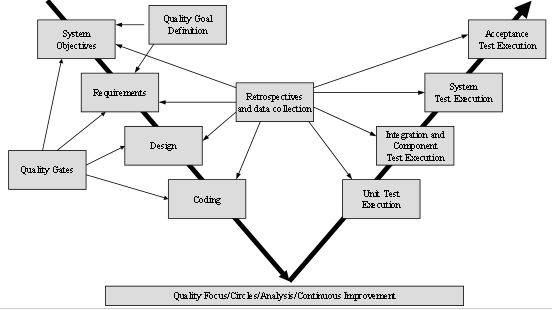 System
Objectives
Quality Goal
Definition
Acceptance
Test Execution
Requirements
Retrospectives
and data collection
System
Test Execution
Design
Integration and
Component
Test Execution
Quality Gates
Coding
Unit Test
Execution
Quality Focus/Circles/Analysis/Continuous Improvement